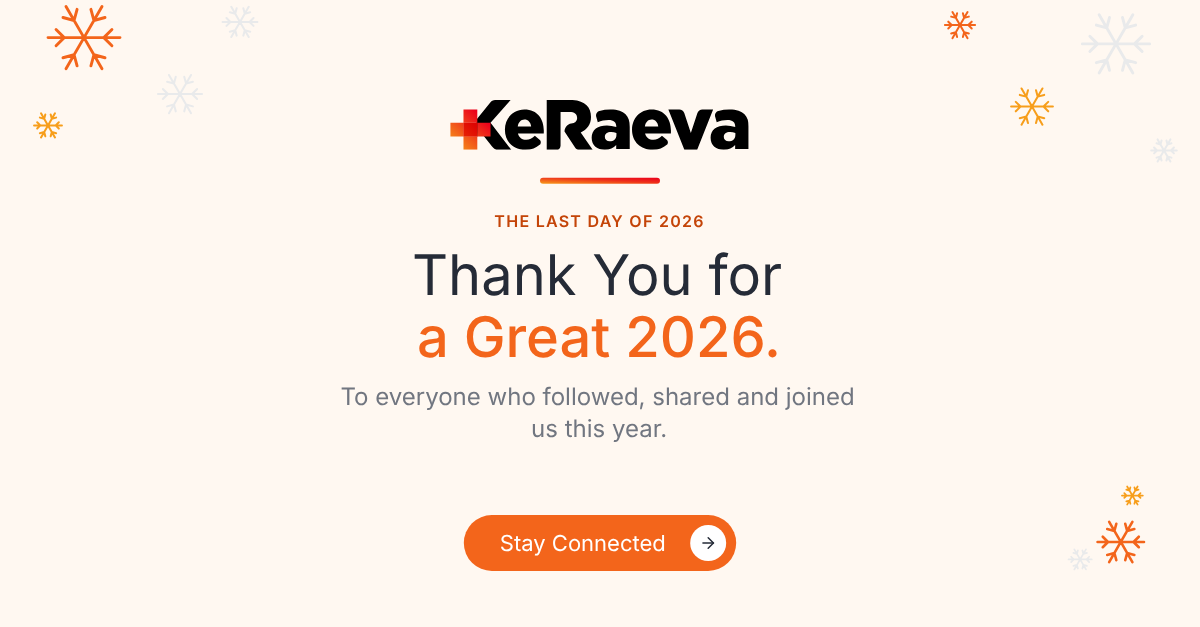 KeRaeva
THE LAST DAY OF 2026
Thank You for
a Great 2026.
To everyone who followed, shared and joined
us this year.
Stay Connected